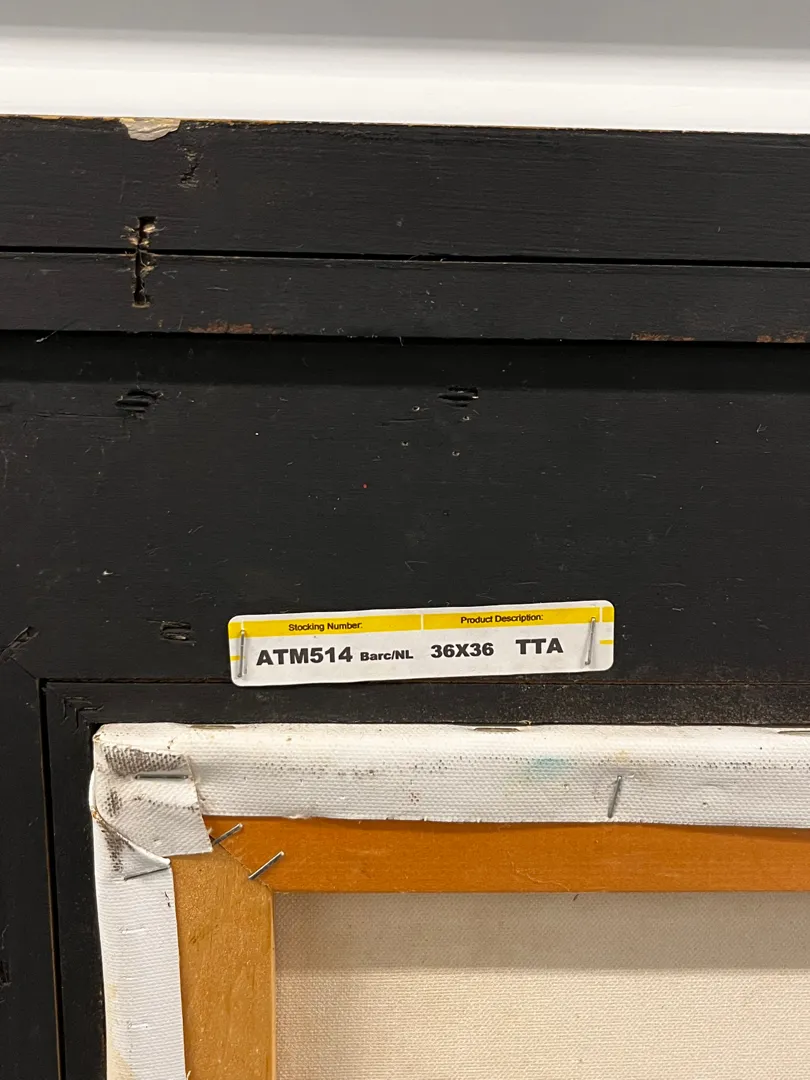 Stocking Number: Product Description:
ATM514 Barc/NL 36X36 TTA